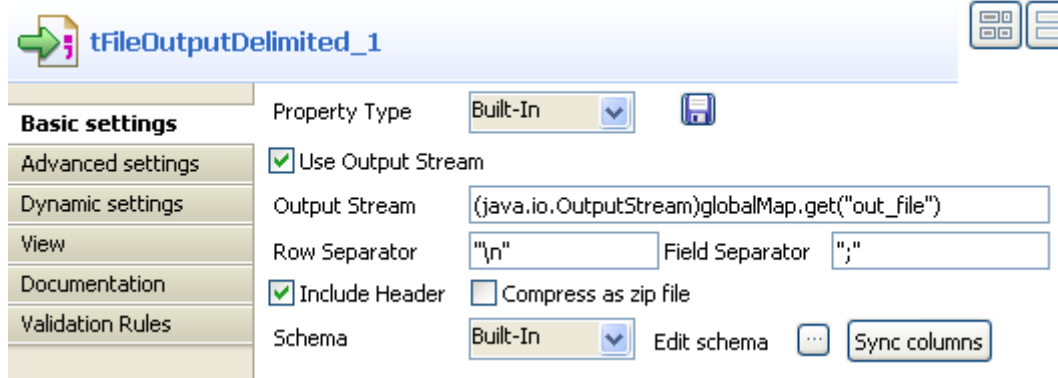 tFileOutputDelimited_1
Basic settings
Advanced settings
Dynamic settings
View
Documentation
Validation Rules
Property Type Built-In
Use Output Stream
Output Stream (java.io.OutputStream)globalMap.get("out_file")
Row Separator "\n" Field Separator ";"
Include Header Compress as zip file
Schema Built-In Edit schema ... Sync columns